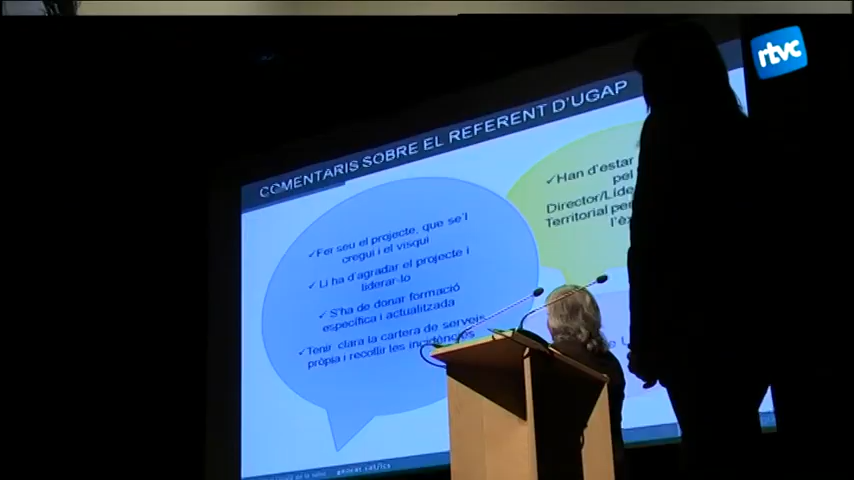 rtvc
COMENTARIS SOBRE EL REFERENT D'UGAP
✓Fer seu el projecte, que se'l
cregui i el visqui
✓Li ha d'agradar el projecte i
liderar-lo
✓S'ha de donar formació
específica i actualitzada
✓Tenir clara la cartera de serveis
pròpia i recollir les incidències
✓Han d'estar
pel
Director/Líde
Territorial per
l'èx
gencat.cat/ics